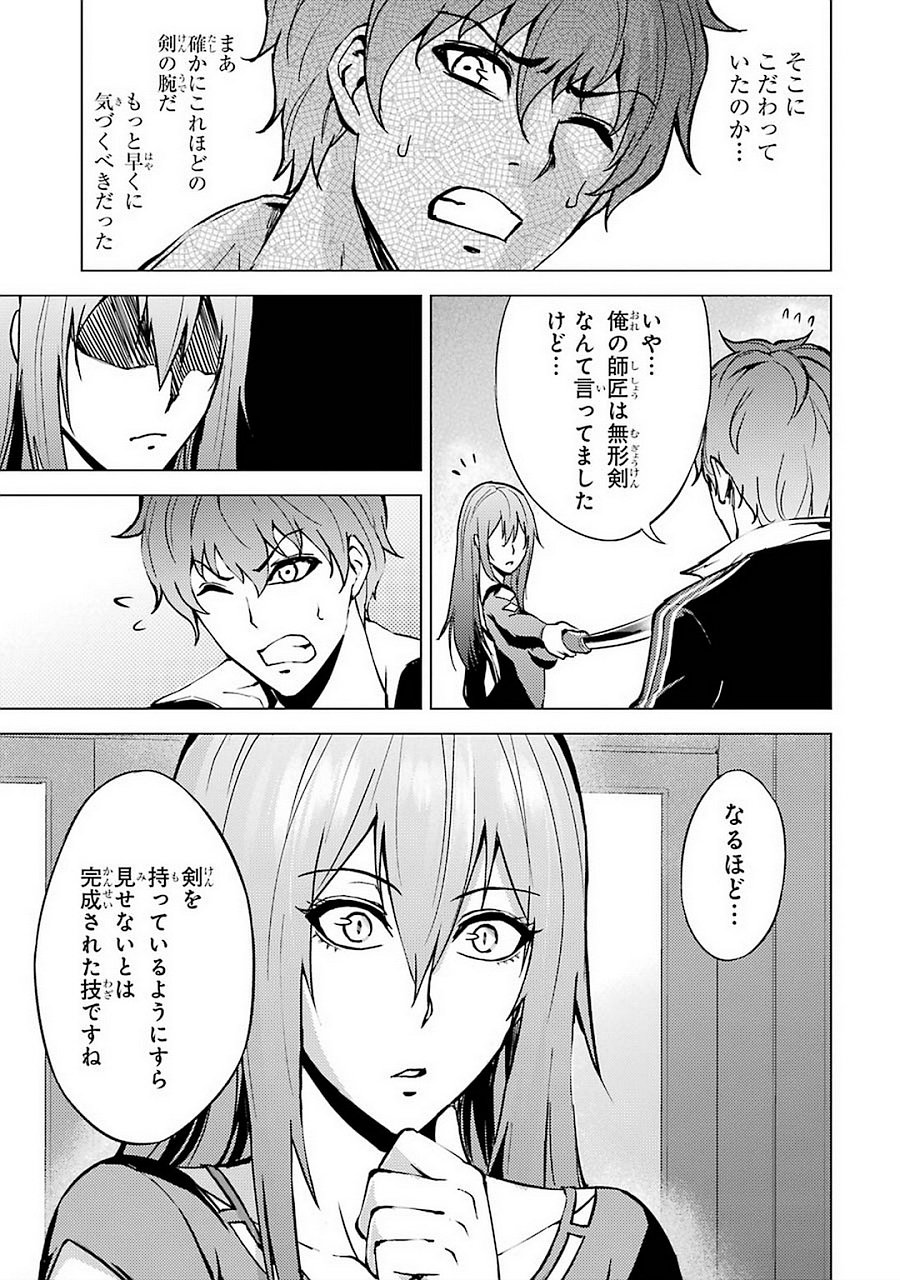 そこに
こだわって
いたのか…
まぁ
確かにこれほどの
剣の腕だ
もっと早くに
気づくべきだった
いや…
俺の師匠は無形剣
なんて言ってました
けど…
なるほど…
剣を
持っているようにすら
見せないとは
完成された技ですね